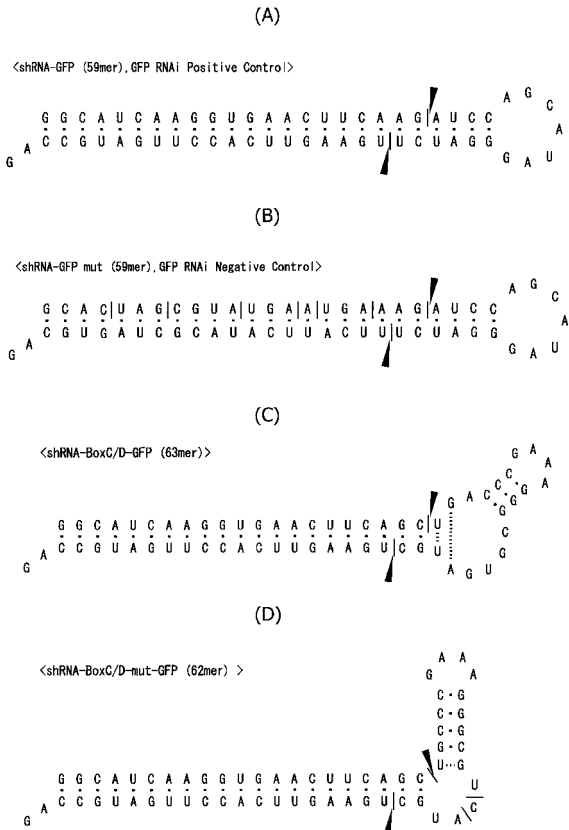 (A)
<shRNA-GFP (59mer),GFP RNAi Positive Control>
G G C A U C A A G G U G A A C U U C A A G|A U C C A G C A
G A C C G U A G U U C C A C U U G A A G U|U C U A G G G A U
(B)
<shRNA-GFP mut (59mer),GFP RNAi Negative Control>
G C A C|U A G|C G U A|U G A|A U G A|A A G|A U C C A G C A
G A C G U G A U C G C A U A C U U A C U U|U C U A G G G A U
(C)
<shRNA-BoxC/D-GFP (63mer)>
G G C A U C A A G G U G A A C U U C A G C|U G A C C C G A A A G G G C G
G A C C G U A G U U C C A C U U G A A G U|C G U A G U
(D)
<shRNA-BoxC/D-mut-GFP (62mer) >
G A A A
C G
C G
C G
G C
U G
G G C A U C A A G G U G A A C U U C A G C U
G A C C G U A G U U C C A C U U G A A G U|C G U A C